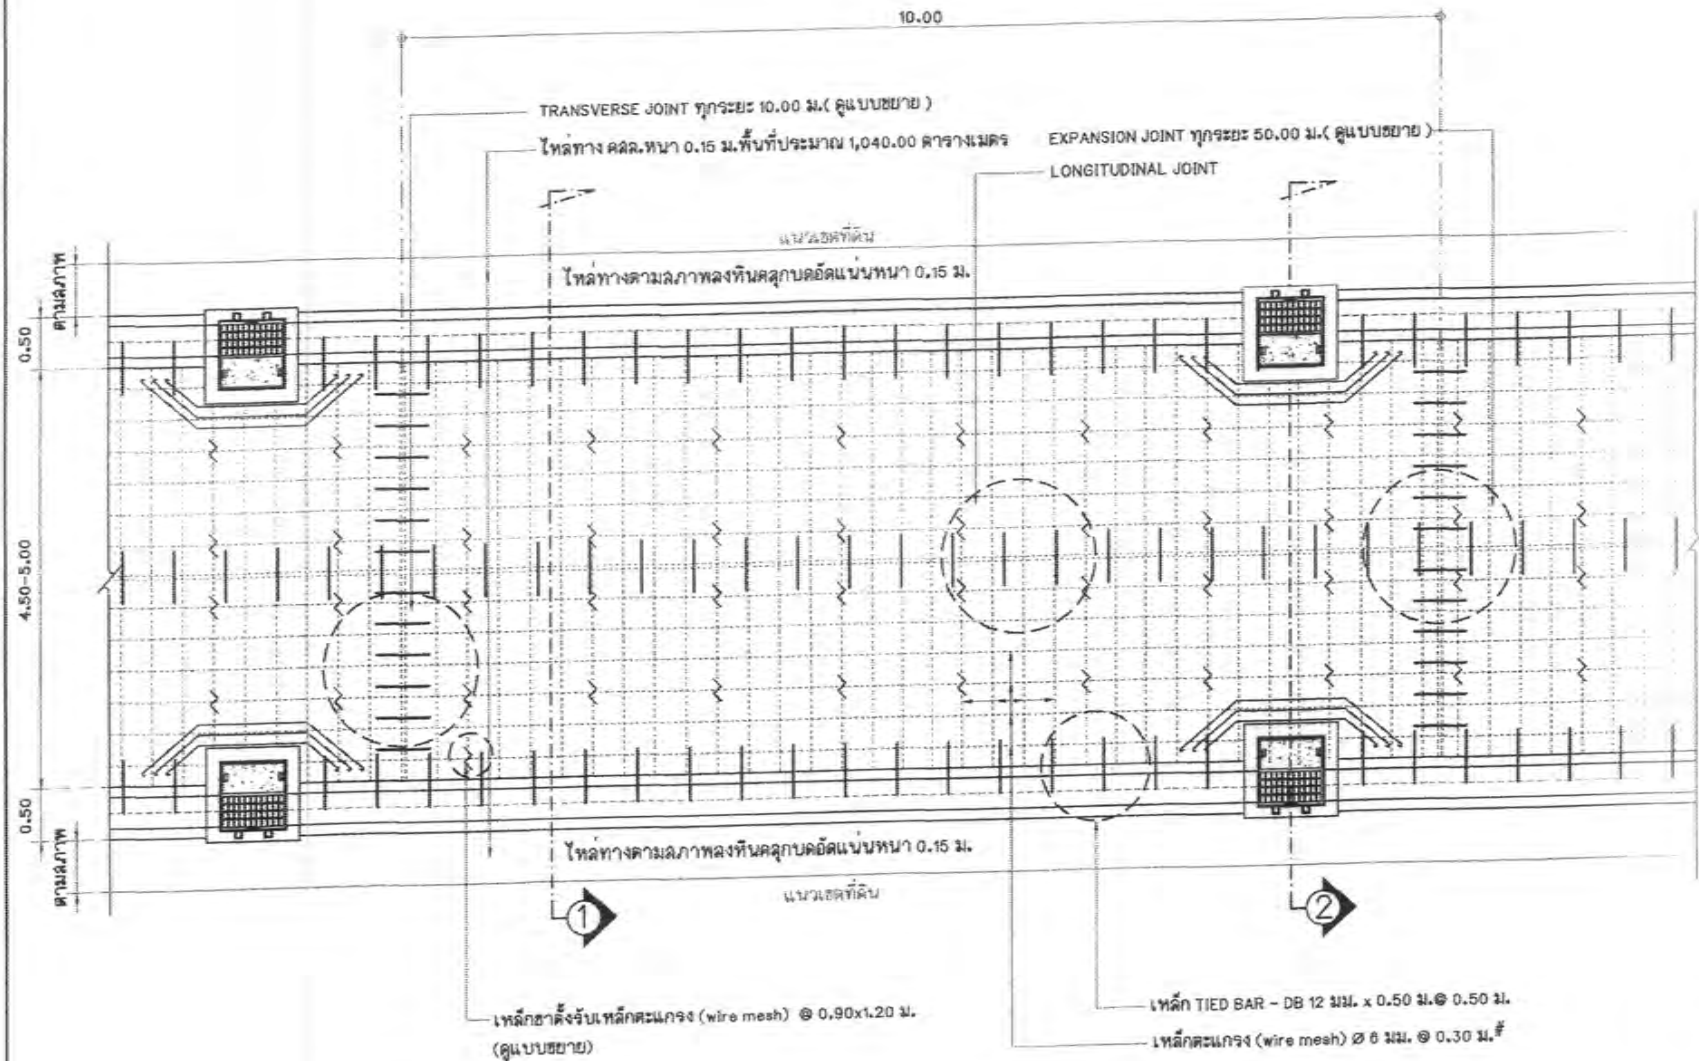 10.00
TRANSVERSE JOINT ทุกระยะ 10.00 ม.( ดูแบบขยาย )
ไหล่ทาง คสล.หนา 0.15 ม.พื้นที่ประมาณ 1,040.00 ตารางเมตร
EXPANSION JOINT ทุกระยะ 50.00 ม.( ดูแบบขยาย )
LONGITUDINAL JOINT
แนวเขตที่ดิน
ไหล่ทางตามสภาพลงหินคลุกบดอัดแน่นหนา 0.15 ม.
ตามสภาพ
0.50
4.50-5.00
0.50
ตามสภาพ
ไหล่ทางตามสภาพลงหินคลุกบดอัดแน่นหนา 0.15 ม.
แนวเขตที่ดิน
1
2
เหล็กขาตั้งรับเหล็กตะแกรง (wire mesh) @ 0.90x1.20 ม.
(ดูแบบขยาย)
เหล็ก TIED BAR - DB 12 มม. x 0.50 ม.@ 0.50 ม.
เหล็กตะแกรง (wire mesh) Ø 6 มม. @ 0.30 ม.#